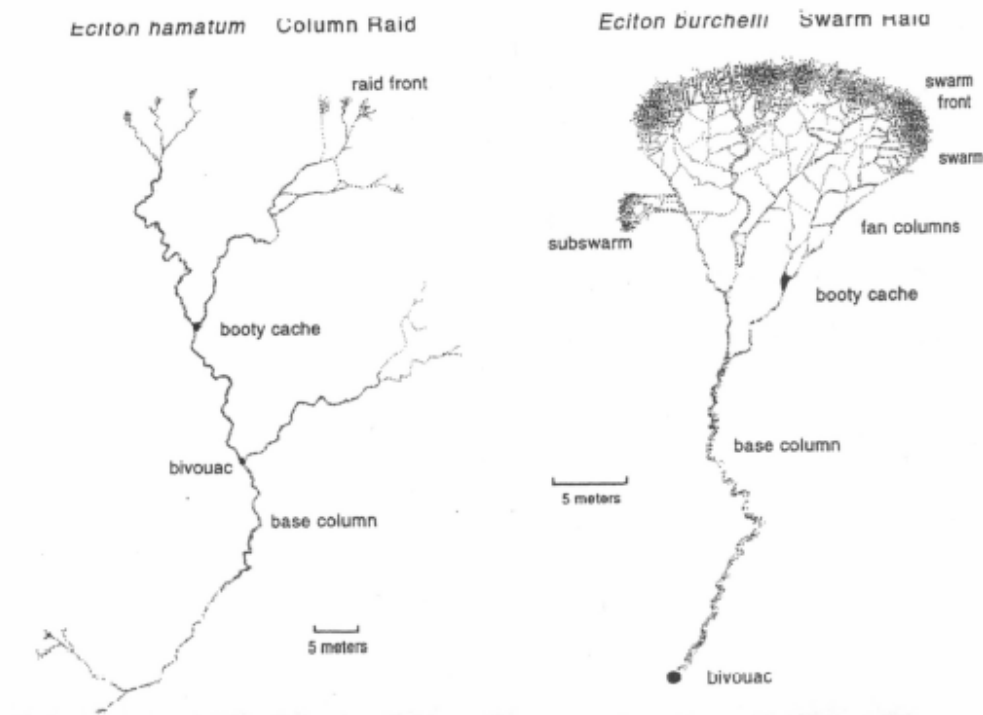 Eciton hamatum Column Raid
raid front
booty cache
bivouac
base column
5 meters
Eciton burchelli Swarm Raid
swarm
front
swarm
subswarm
fan columns
booty cache
base column
5 meters
bivouac